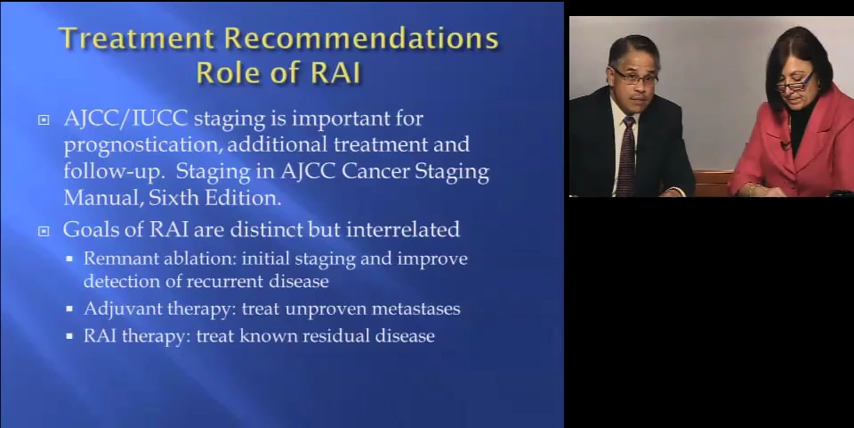 Treatment Recommendations
Role of RAI
AJCC/IUCC staging is important for
prognostication, additional treatment and
follow-up. Staging in AJCC Cancer Staging
Manual, Sixth Edition.
Goals of RAI are distinct but interrelated
Remnant ablation: initial staging and improve
detection of recurrent disease
Adjuvant therapy: treat unproven metastases
RAI therapy: treat known residual disease